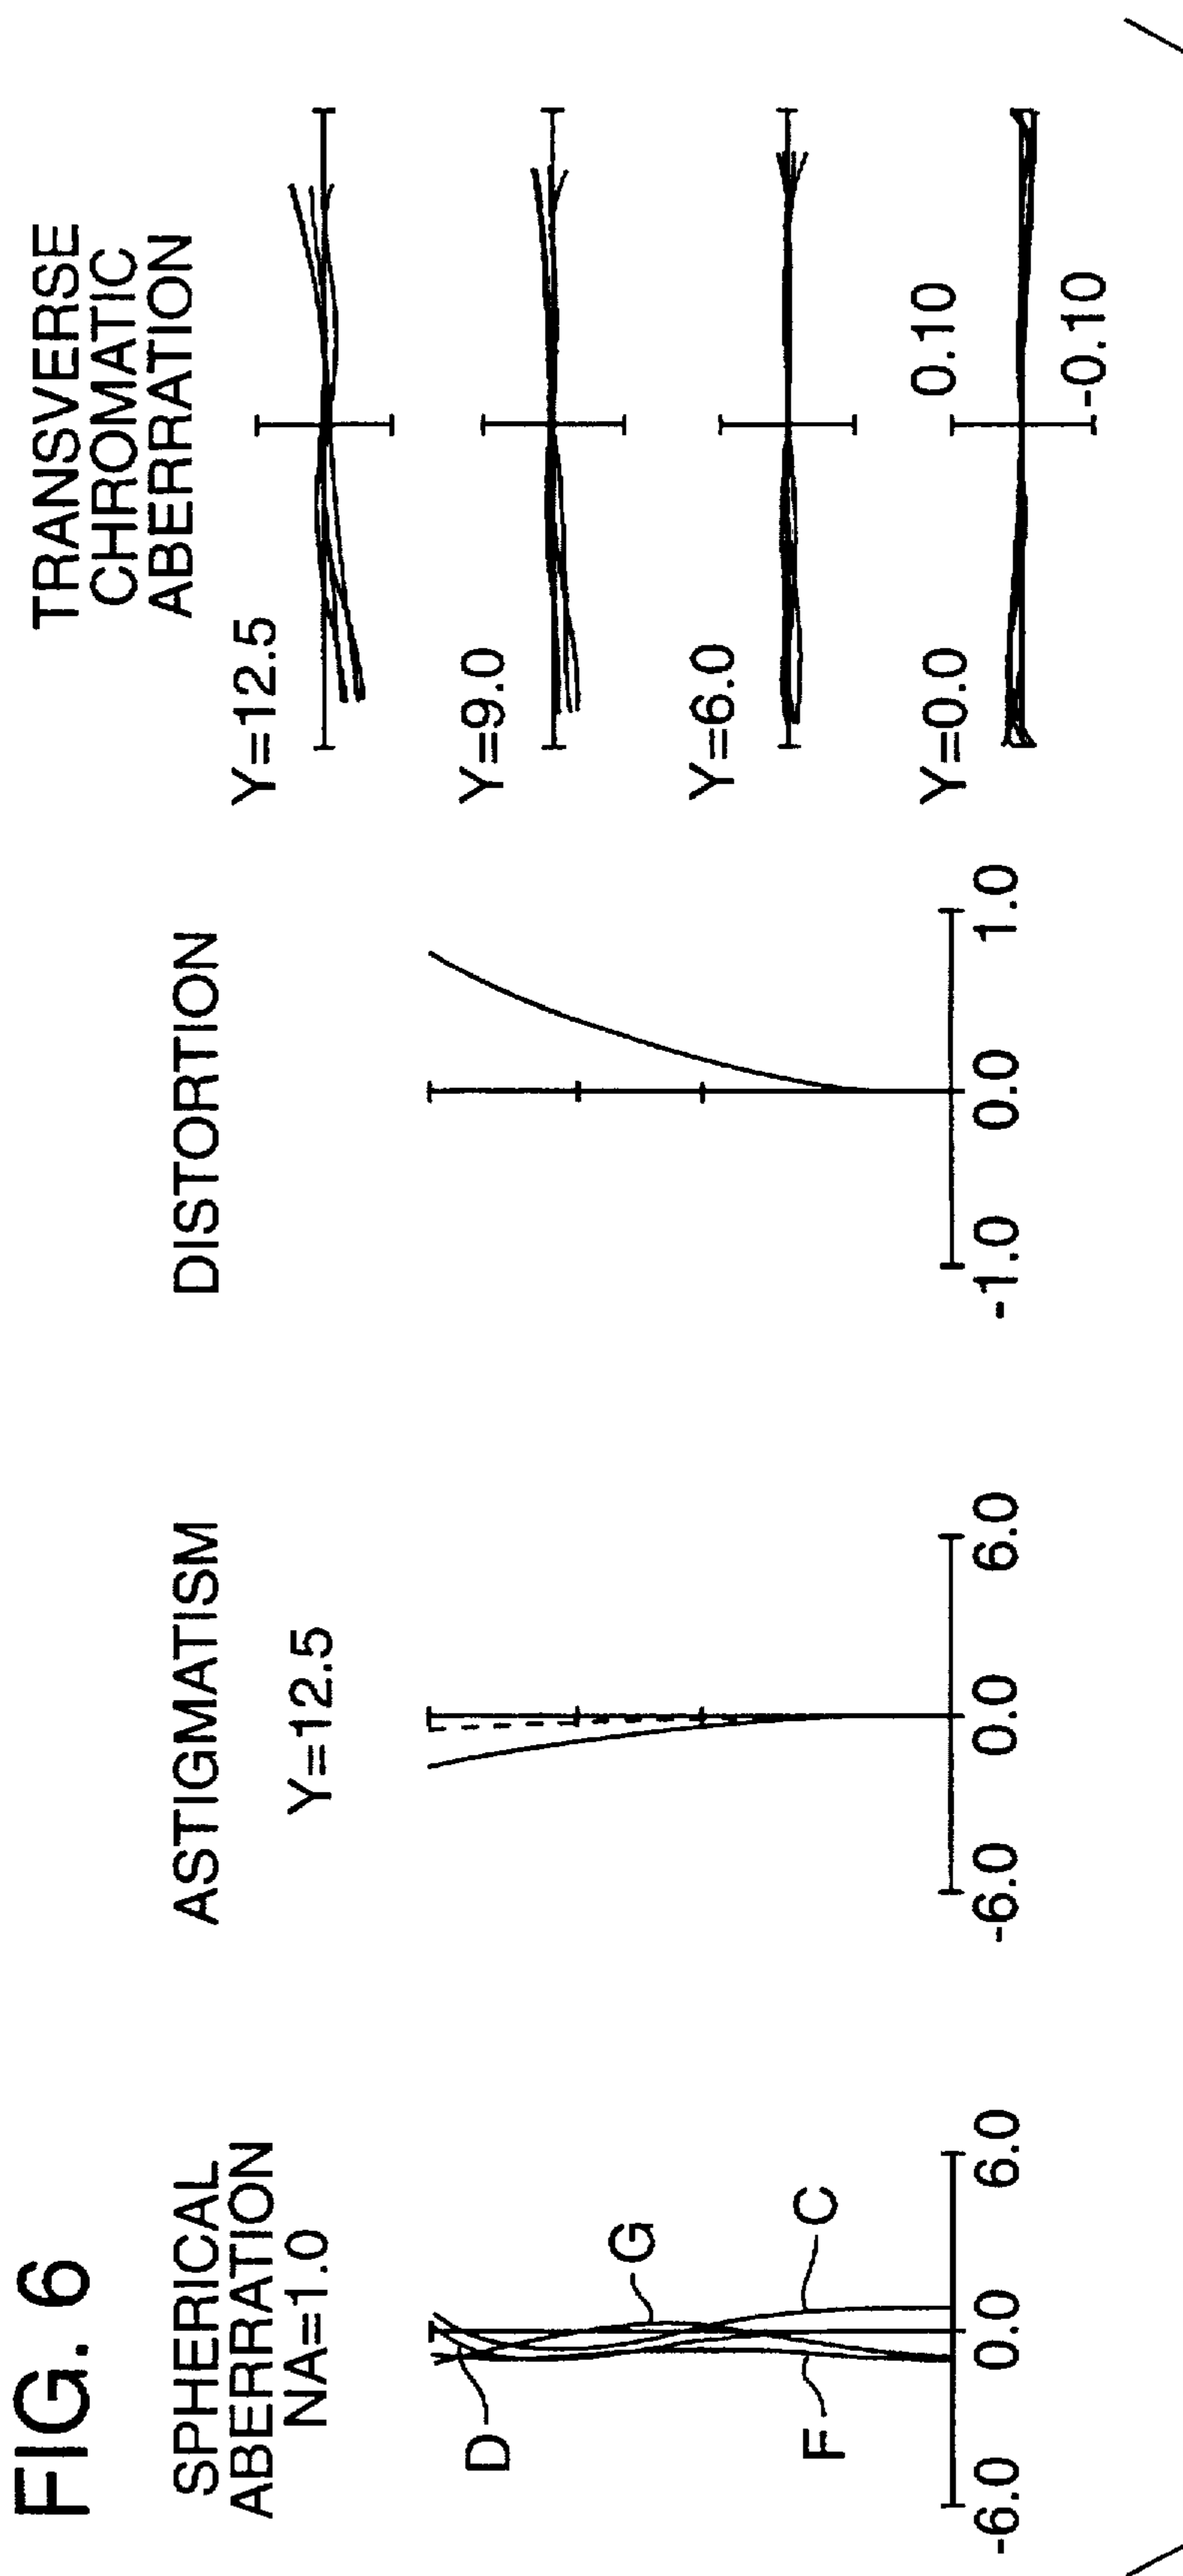 FIG. 6
SPHERICAL
ABERRATION
NA=1.0
D
G
F
C
-6.0
0.0
6.0
ASTIGMATISM
Y=12.5
-6.0
0.0
6.0
DISTORTION
-1.0
0.0
1.0
TRANSVERSE
CHROMATIC
ABERRATION
Y=12.5
Y=9.0
Y=6.0
Y=0.0
0.10
-0.10